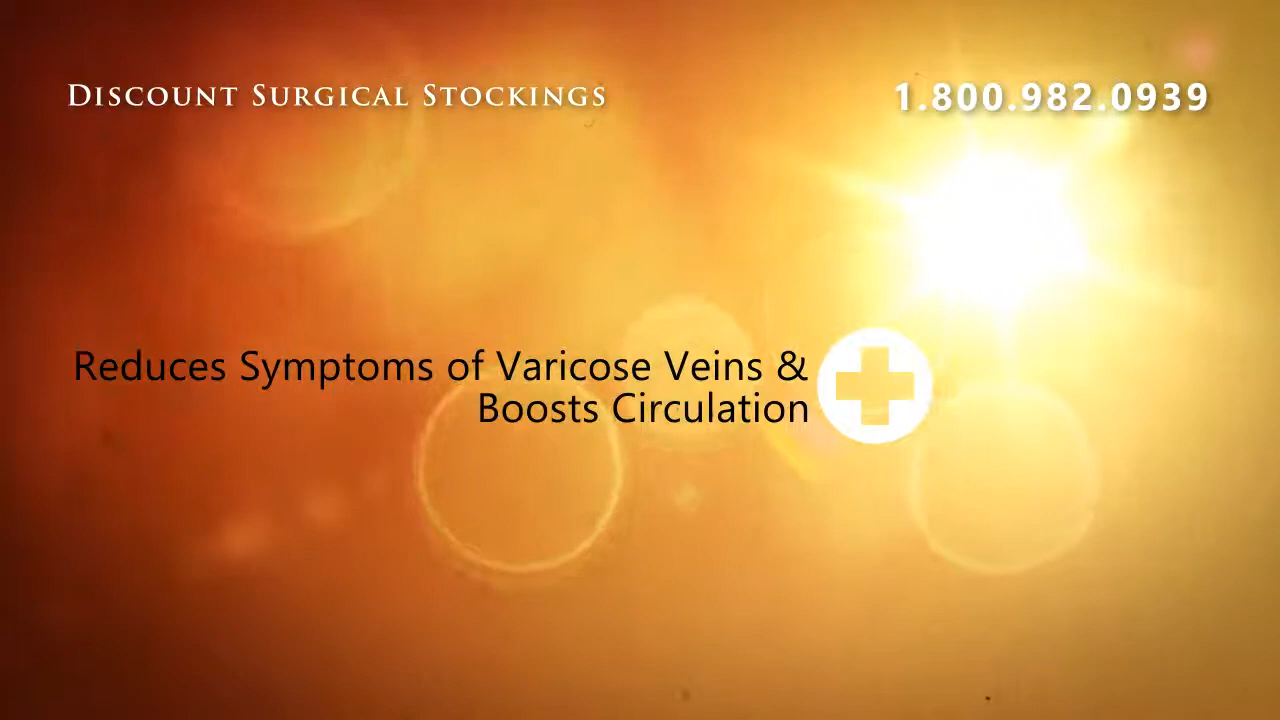 Discount Surgical Stockings
1.800.982.0939
Reduces Symptoms of Varicose Veins &
Boosts Circulation